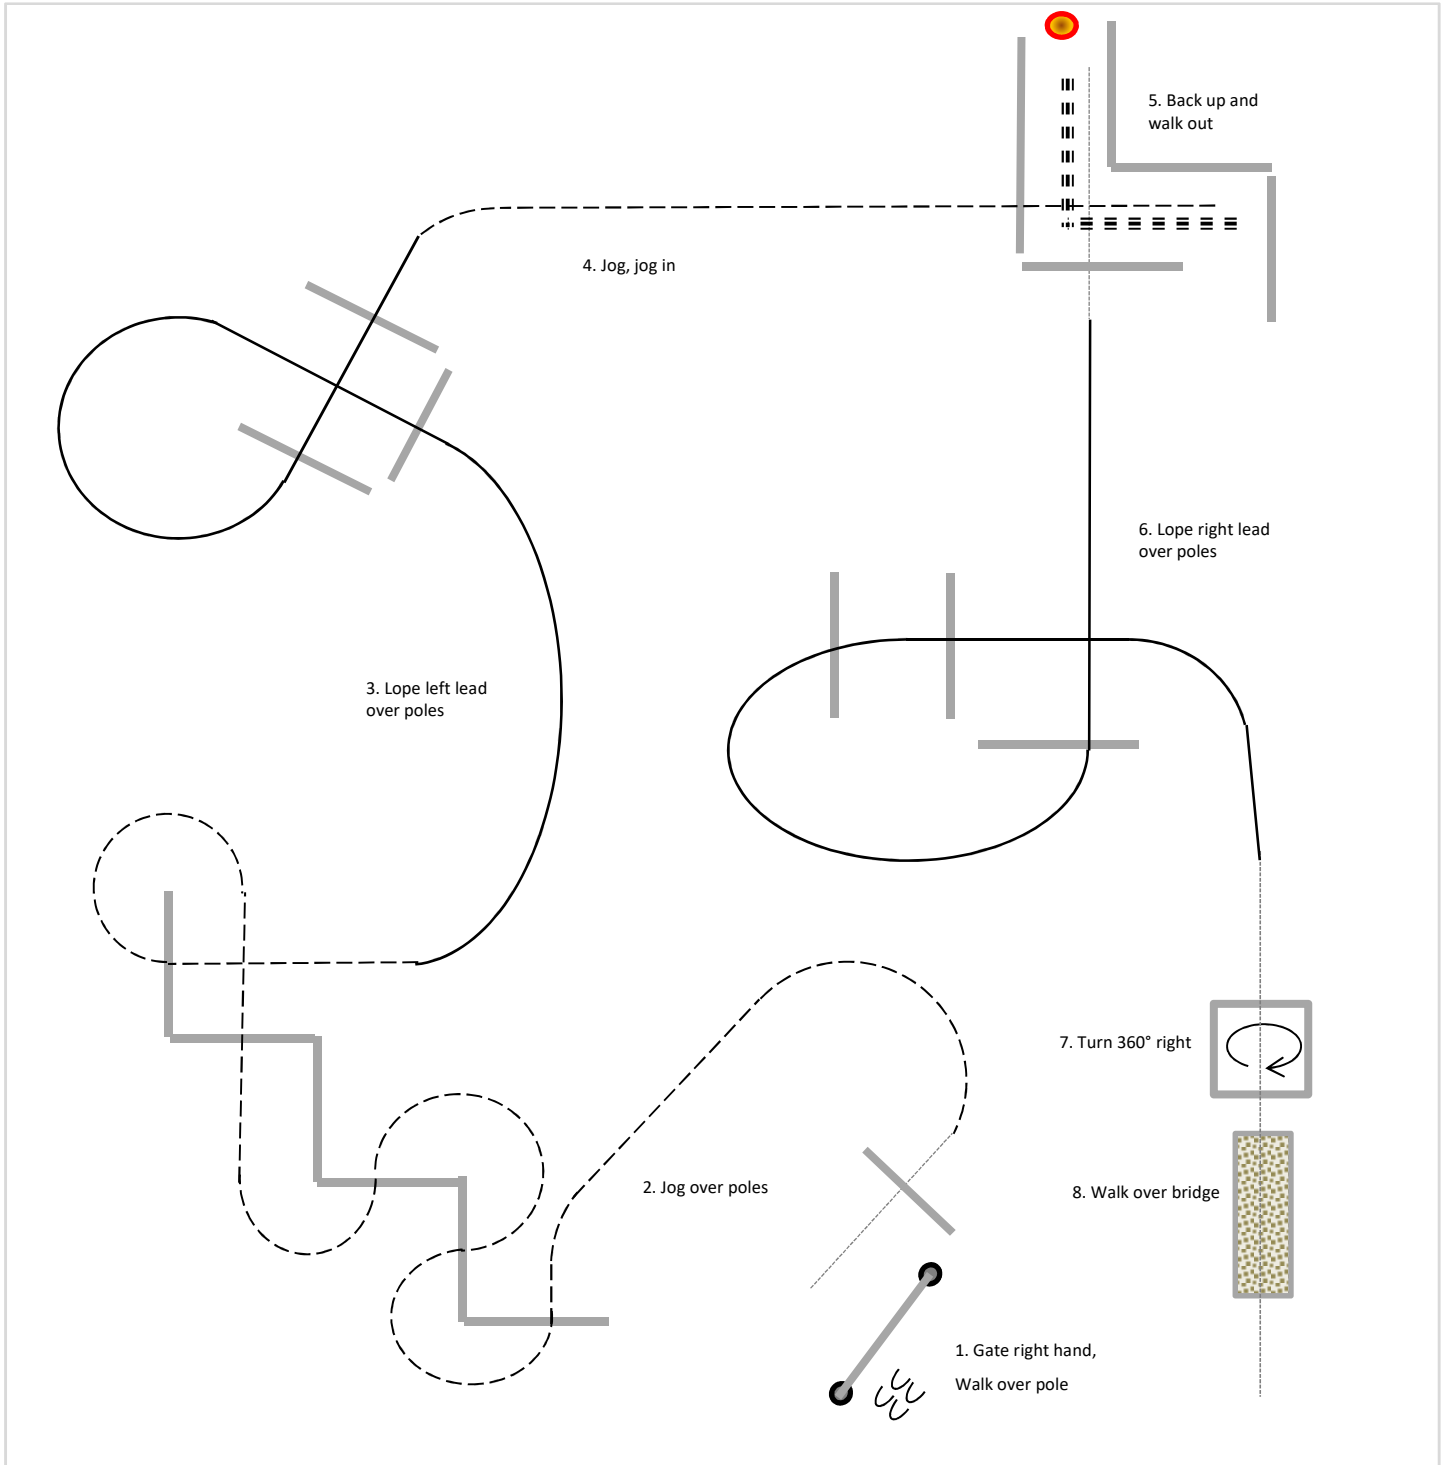 5. Back up and
walk out
4. Jog, jog in
6. Lope right lead
over poles
3. Lope left lead
over poles
7. Turn 360° right
2. Jog over poles
8. Walk over bridge
1. Gate right hand,
Walk over pole